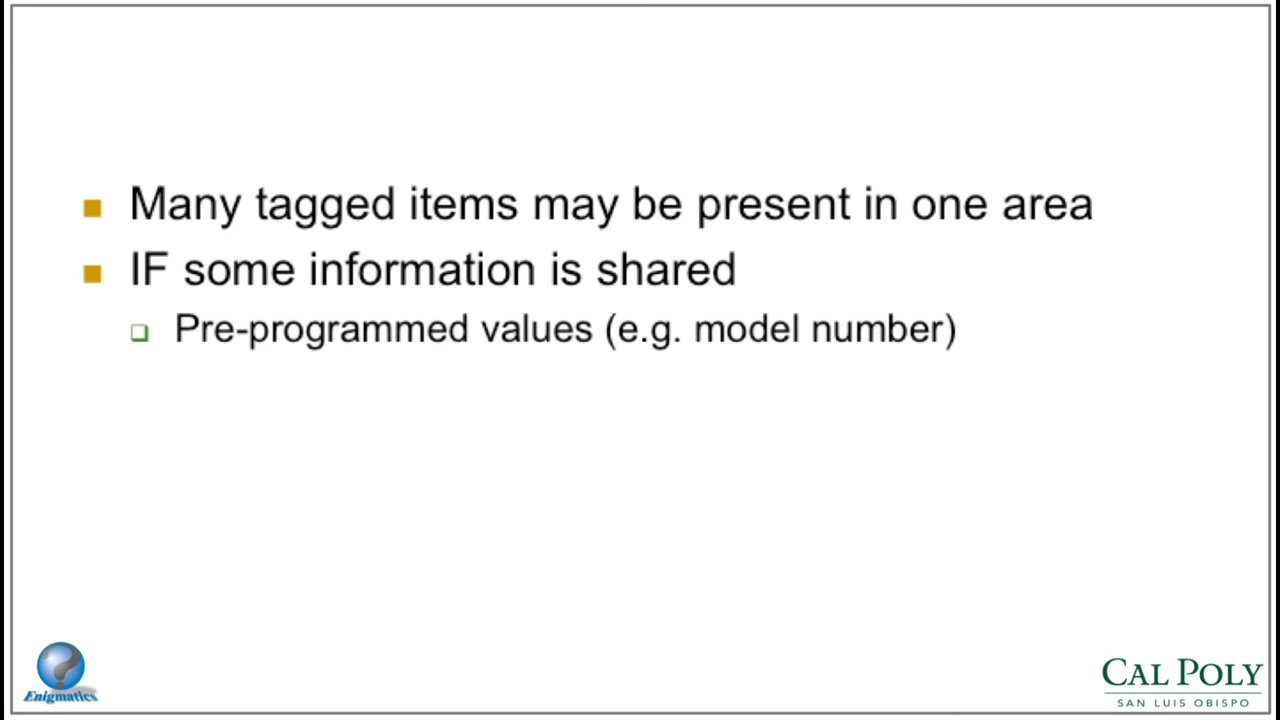 Many tagged items may be present in one area
IF some information is shared
Pre-programmed values (e.g. model number)
Enigmatics
CAL POLY
SAN LUIS OBISPO